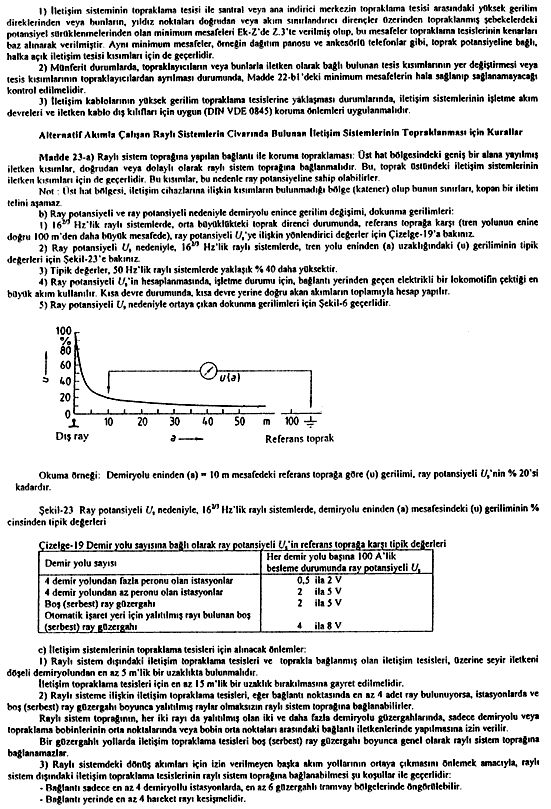 1) İletişim sisteminin topraklama tesisi ile santral veya ana indirici merkezin topraklama tesisi arasındaki yüksek gerilim
direklerinden veya bunların, yıldız noktaları doğrudan veya akım sınırlandırıcı dirençler üzerinden topraklanmış şebekelerdeki
potansiyel sürüklenmelerinden olan minimum mesafeleri Ek-Z'de Z.3'te verilmiş olup, bu mesafeler topraklama tesislerinin kenarları
baz alınarak verilmiştir. Aynı minimum mesafeler, örneğin dağıtım panosu ve ankesörlü telefonlar gibi, toprak potansiyeline bağlı,
halka açık iletişim tesisi kısımları için de geçerlidir.
2) Münferit durumlarda, topraklayıcıların veya bunlarla iletken olarak bağlı bulunan tesis kısımlarının yer değiştirmesi veya
tesis kısımlarının topraklayıcılardan ayrılması durumunda, Madde 22-b1'deki minimum mesafelerin hala sağlanıp sağlanamayacağı
kontrol edilmelidir.
3) İletişim kablolarının yüksek gerilim topraklama tesislerine yaklaşması durumlarında, iletişim sistemlerinin işletme akım
devreleri ve iletken kablo dış kılıfları için uygun (DIN VDE 0845) koruma önlemleri uygulanmalıdır.
Alternatif Akımla Çalışan Raylı Sistemlerin Civarında Bulunan İletişim Sistemlerinin Topraklanması için Kurallar
Madde 23-a) Raylı sistem toprağına yapılan bağlantı ile koruma topraklaması: Üst hat bölgesindeki geniş bir alana yayılmış
iletken kısımlar, doğrudan veya dolaylı olarak raylı sistem toprağına bağlanmalıdır. Bu, toprak üstündeki iletişim sistemlerinin
iletken kısımları için de geçerlidir. Bu kısımlar, bu nedenle ray potansiyeline sahip olabilirler.
Not : Üst hat bölgesi, iletişim cihazlarına ilişkin kısımların bulunmadığı bölge (katener) olup bunun sınırları, kopan bir iletim
telini aşamaz.
b) Ray potansiyeli ve ray potansiyeli nedeniyle demiryolu enince gerilim değişimi, dokunma gerilimleri:
1) 16²/³ Hz'lik raylı sistemlerde, orta büyüklükteki toprak direnci durumunda, referans toprağa karşı (tren yolunun enine
doğru 100 m'den daha büyük mesafede), ray potansiyeli Uₛ'ye ilişkin yönlendirici değerler için Çizelge-19'a bakınız.
2) Ray potansiyeli Uₛ nedeniyle, 16²/³ Hz'lik raylı sistemlerde, tren yolu eninden (a) uzaklığındaki (u) geriliminin tipik
değerleri için Şekil-23'e bakınız.
3) Tipik değerler, 50 Hz'lik raylı sistemlerde yaklaşık % 40 daha yüksektir.
4) Ray potansiyeli Uₛ'in hesaplanmasında, işletme durumu için, bağlantı yerinden geçen elektrikli bir lokomotifin çektiği en
büyük akım kullanılır. Kısa devre durumunda, kısa devre yerine doğru akan akımların toplamıyla hesap yapılır.
5) Ray potansiyeli Uₛ nedeniyle ortaya çıkan dokunma gerilimleri için Şekil-6 geçerlidir.
100
%
80
60
40
20
0
u
u(a)
10 20 30 40 50 m 100
Dış ray a Referans toprak
Okuma örneği: Demiryolu eninden (a) = 10 m mesafedeki referans toprağa göre (u) gerilimi, ray potansiyeli Uₛ'nin % 20'si
kadardır.
Şekil-23 Ray potansiyeli Uₛ nedeniyle, 16²/³ Hz'lik raylı sistemlerde, demiryolu eninden (a) mesafesindeki (u) geriliminin %
cinsinden tipik değerleri
Çizelge-19 Demir yolu sayısına bağlı olarak ray potansiyeli Uₛ'in referans toprağa karşı tipik değerleri
Demir yolu sayısı Her demir yolu başına 100 A'lik
besleme durumunda ray potansiyeli Uₛ
4 demir yolundan fazla peronu olan istasyonlar 0,5 ila 2 V
4 demir yolundan az peronu olan istasyonlar 2 ila 5 V
Boş (serbest) ray güzergahı 2 ila 5 V
Otomatik işaret yeri için yalıtılmış rayı bulunan boş
(serbest) ray güzergahı 4 ila 8 V
c) İletişim sistemlerinin topraklama tesisleri için alınacak önlemler:
1) Raylı sistem dışındaki iletişim topraklama tesisleri ve toprakla bağlanmış olan iletişim tesisleri, üzerine seyir iletkeni
döşeli demiryolundan en az 5 m'lik bir uzaklıkta bulunmalıdır.
İletişim topraklama tesisleri için en az 15 m'lik bir uzaklık bırakılmasına gayret edilmelidir.
2) Raylı sisteme ilişkin iletişim topraklama tesisleri, eğer bağlantı noktasında en az 4 adet ray bulunuyorsa, istasyonlarda ve
boş (serbest) ray güzergahı boyunca yalıtılmış raylar olmaksızın raylı sistem toprağına bağlanabilirler.
Raylı sistem toprağının, her iki rayı da yalıtılmış olan iki ve daha fazla demiryolu güzergahlarında, sadece demiryolu veya
topraklama bobinlerinin orta noktalarında veya bobin orta noktaları arasındaki bağlantı iletkenlerinde yapılmasına izin verilir.
Bir güzergahlı yollarda iletişim topraklama tesisleri boş (serbest) ray güzergahı boyunca genel olarak raylı sistem toprağına
bağlanamazlar.
3) Raylı sistemdeki dönüş akımları için izin verilmeyen başka akım yollarının ortaya çıkmasını önlemek amacıyla, raylı
sistem dışındaki iletişim topraklama tesislerinin raylı sistem toprağına bağlanabilmesi şu koşullar ile geçerlidir:
- Bağlantı sadece en az 4 demiryollu istasyonlarda, en az 6 güzergahlı tramvay bölgelerinde öngörülebilir.
- Bağlantı yerinde en az 4 hareket rayı kesişmelidir.